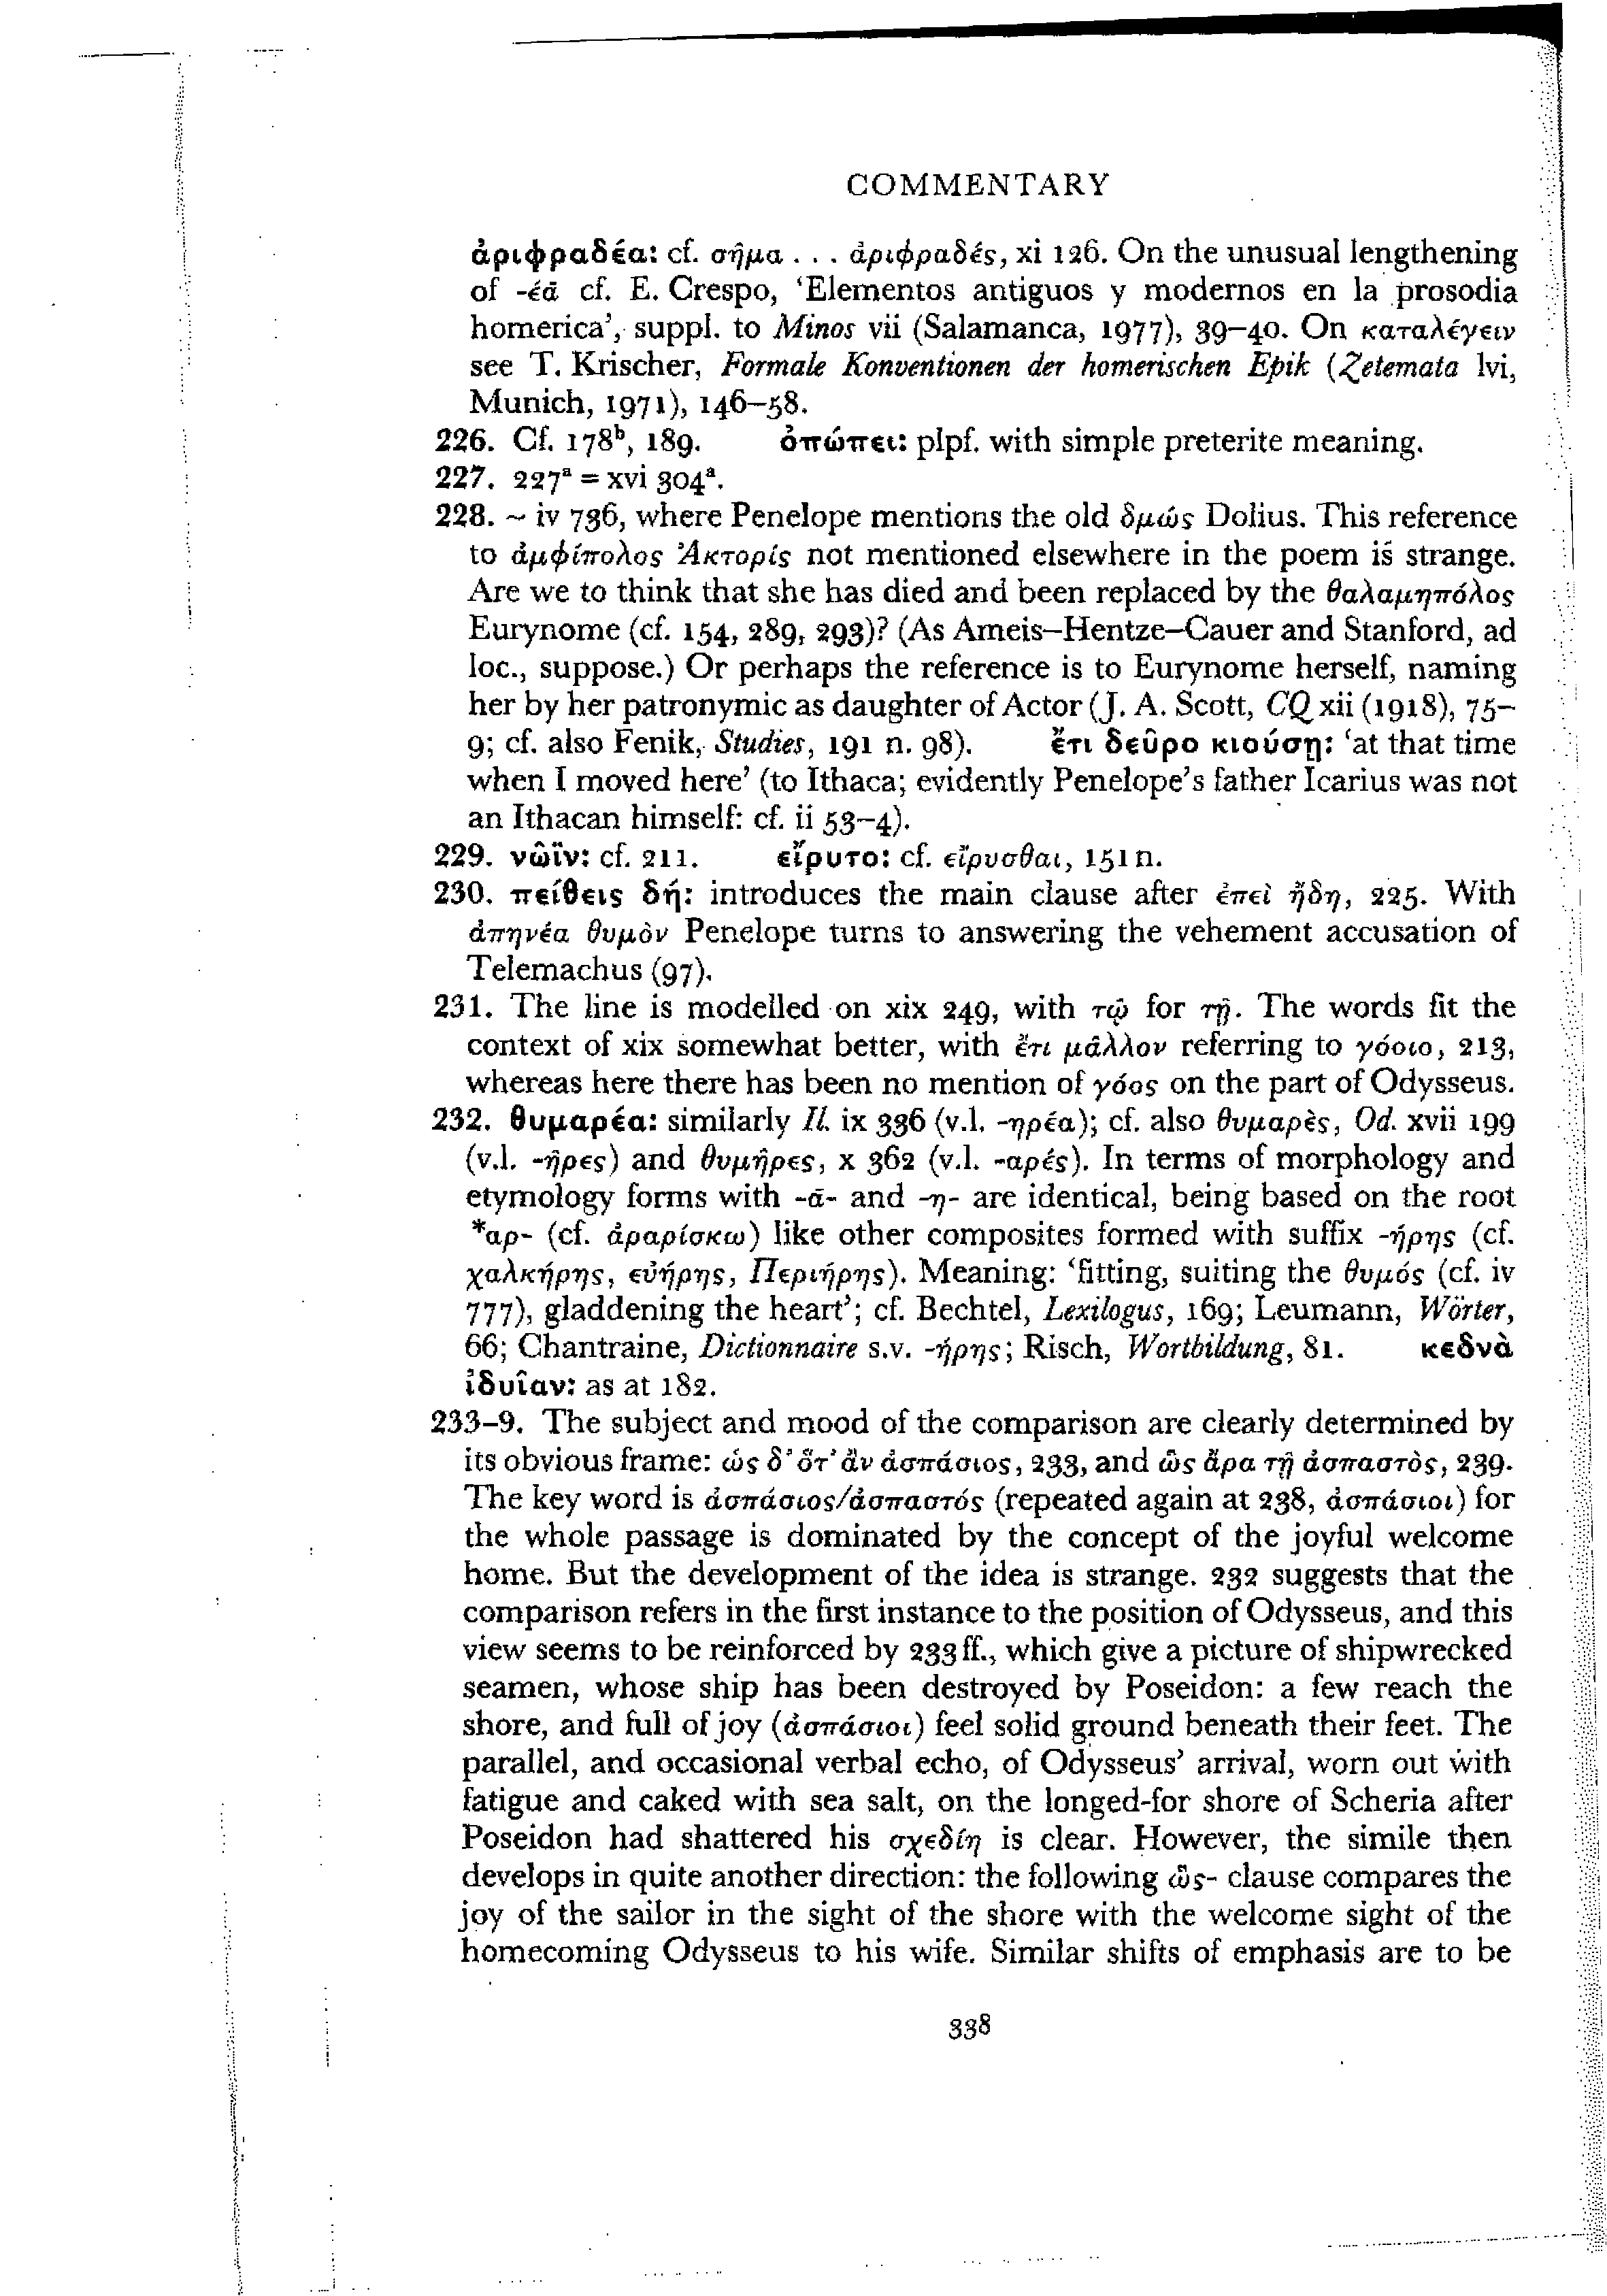 COMMENTARY
ἀριφραδέα: cf. σῆμα . . . ἀριφραδές, xi 126. On the unusual lengthening
of -έᾱ cf. E. Crespo, ‘Elementos antiguos y modernos en la prosodia
homerica’, suppl. to Minos vii (Salamanca, 1977), 39–40. On καταλέγειν
see T. Krischer, Formale Konventionen der homerischen Epik (Zetemata lvi,
Munich, 1971), 146–58.
226. Cf. 178ᵇ, 189. ὀπώπει: plpf. with simple preterite meaning.
227. 227ᵃ = xvi 304ᵃ.
228. ~ iv 736, where Penelope mentions the old δμώς Dolius. This reference
to ἀμφίπολος Ἀκτορίς not mentioned elsewhere in the poem is strange.
Are we to think that she has died and been replaced by the θαλαμηπόλος
Eurynome (cf. 154, 289, 293)? (As Ameis–Hentze–Cauer and Stanford, ad
loc., suppose.) Or perhaps the reference is to Eurynome herself, naming
her by her patronymic as daughter of Actor (J. A. Scott, CQ xii (1918), 75–
9; cf. also Fenik, Studies, 191 n. 98). ἔτι δεῦρο κιούσῃ: ‘at that time
when I moved here’ (to Ithaca; evidently Penelope’s father Icarius was not
an Ithacan himself: cf. ii 53–4).
229. νῶϊν: cf. 211. εἴρυτο: cf. εἴρυσθαι, 151 n.
230. πείθεις δή: introduces the main clause after ἐπεὶ ἤδη, 225. With
ἀπηνέα θυμὸν Penelope turns to answering the vehement accusation of
Telemachus (97).
231. The line is modelled on xix 249, with τῷ for τῇ. The words fit the
context of xix somewhat better, with ἔτι μᾶλλον referring to γόοιο, 213,
whereas here there has been no mention of γόος on the part of Odysseus.
232. θυμαρέα: similarly Il. ix 336 (v.l. -ηρέα); cf. also θυμαρὲς, Od. xvii 199
(v.l. -ῆρες) and θυμῆρες, x 362 (v.l. -αρές). In terms of morphology and
etymology forms with -ᾱ- and -η- are identical, being based on the root
*αρ- (cf. ἀραρίσκω) like other composites formed with suffix -ήρης (cf.
χαλκήρης, εὐήρης, Περιήρης). Meaning: ‘fitting, suiting the θυμός (cf. iv
777), gladdening the heart’; cf. Bechtel, Lexilogus, 169; Leumann, Wörter,
66; Chantraine, Dictionnaire s.v. -ήρης; Risch, Wortbildung, 81. κεδνὰ
ἰδυῖαν: as at 182.
233–9. The subject and mood of the comparison are clearly determined by
its obvious frame: ὡς δ’ ὅτ’ ἂν ἀσπάσιος, 233, and ὣς ἄρα τῇ ἀσπαστὸς, 239.
The key word is ἀσπάσιος/ἀσπαστός (repeated again at 238, ἀσπάσιοι) for
the whole passage is dominated by the concept of the joyful welcome
home. But the development of the idea is strange. 232 suggests that the
comparison refers in the first instance to the position of Odysseus, and this
view seems to be reinforced by 233 ff., which give a picture of shipwrecked
seamen, whose ship has been destroyed by Poseidon: a few reach the
shore, and full of joy (ἀσπάσιοι) feel solid ground beneath their feet. The
parallel, and occasional verbal echo, of Odysseus’ arrival, worn out with
fatigue and caked with sea salt, on the longed-for shore of Scheria after
Poseidon had shattered his σχεδίη is clear. However, the simile then
develops in quite another direction: the following ὣς- clause compares the
joy of the sailor in the sight of the shore with the welcome sight of the
homecoming Odysseus to his wife. Similar shifts of emphasis are to be
338